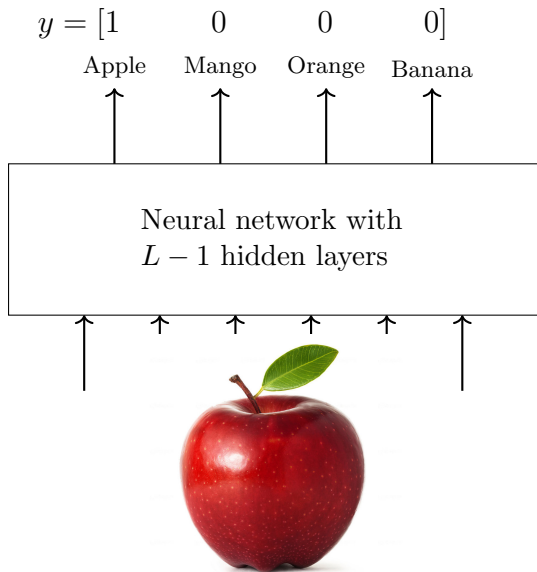 y = [1 0 0 0]
Apple Mango Orange Banana
Neural network with
L − 1 hidden layers